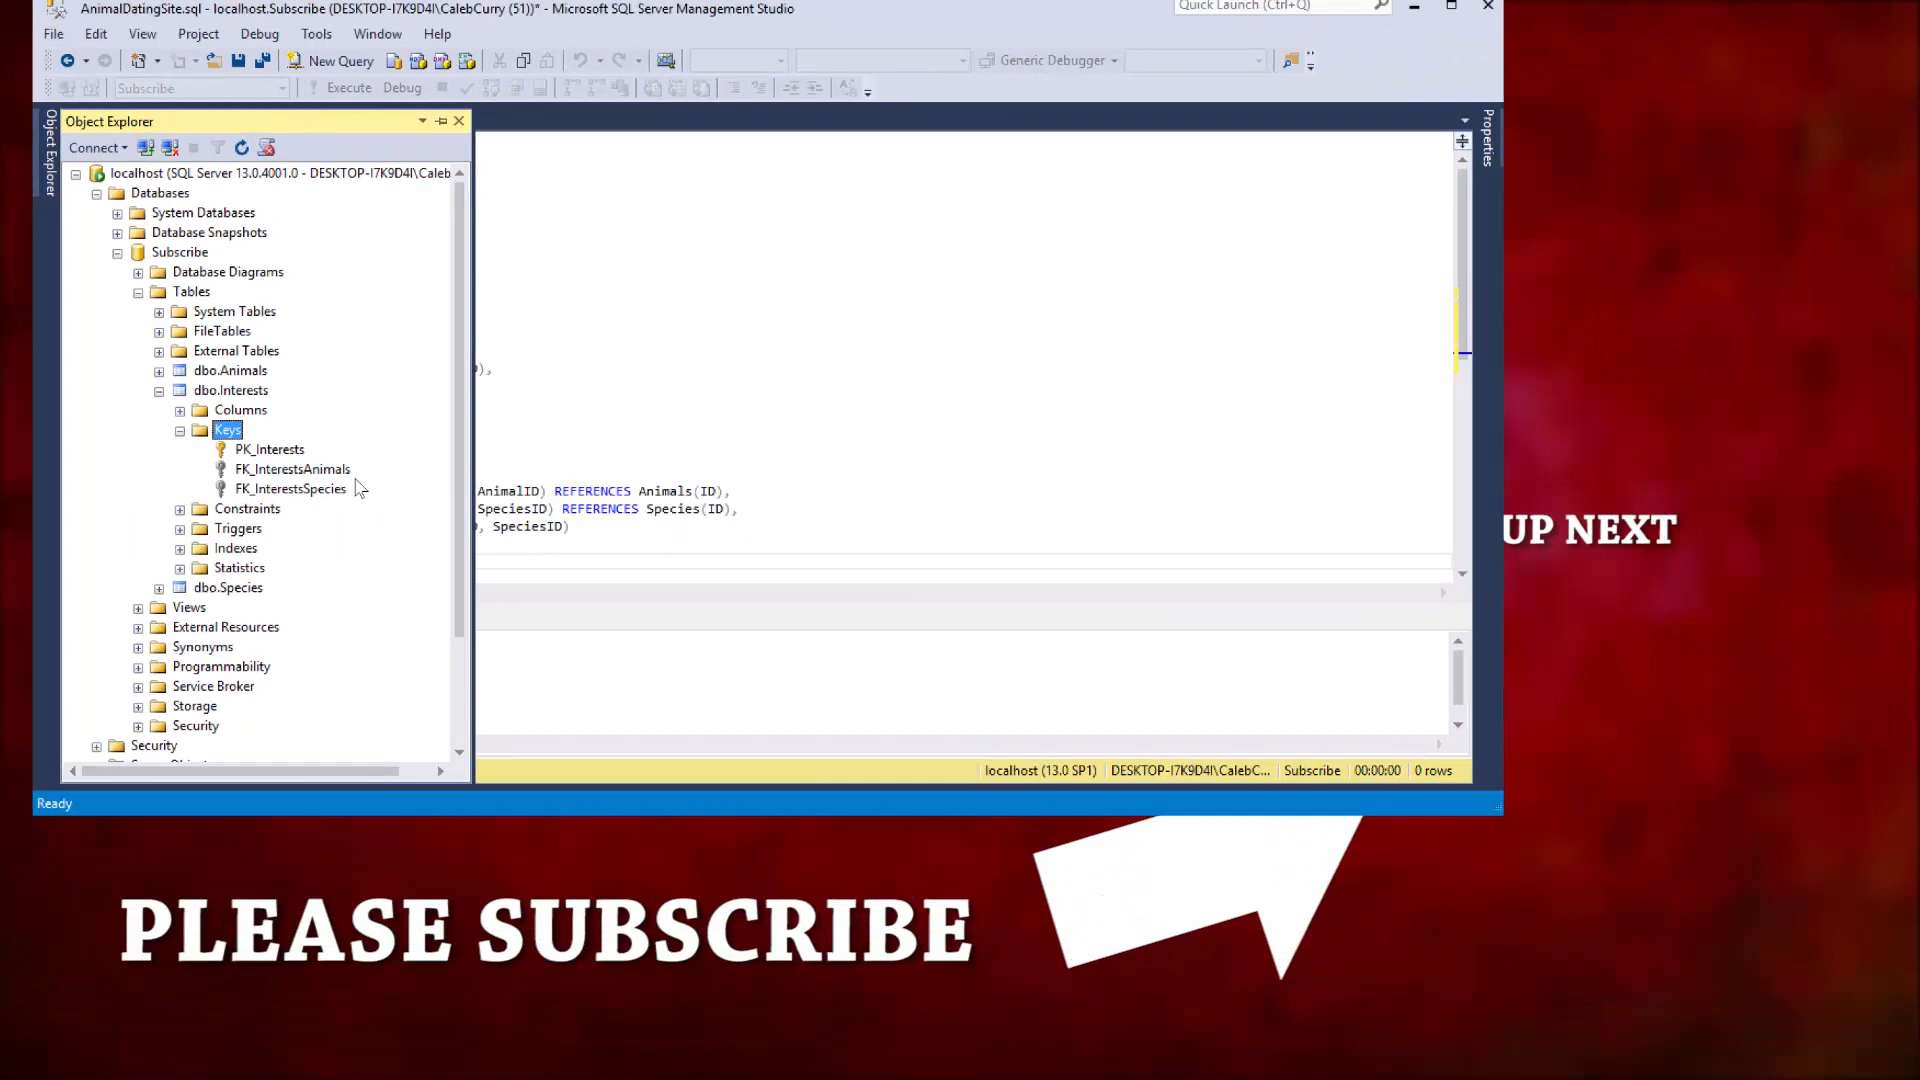 AnimalDatingSite.sql - localhost.Subscribe (DESKTOP-I7K9D4I\CalebCurry (51))* - Microsoft SQL Server Management Studio
Quick Launch (Ctrl+Q)
File Edit View Project Debug Tools Window Help
New Query
Generic Debugger
Subscribe
Execute Debug
Object Explorer
Object Explorer
Properties
Connect
localhost (SQL Server 13.0.4001.0 - DESKTOP-I7K9D4I\Caleb
Databases
System Databases
Database Snapshots
Subscribe
Database Diagrams
Tables
System Tables
FileTables
External Tables
dbo.Animals
),
dbo.Interests
Columns
Keys
PK_Interests
FK_InterestsAnimals
FK_InterestsSpecies
AnimalID) REFERENCES Animals(ID),
Constraints
SpeciesID) REFERENCES Species(ID),
Triggers
, SpeciesID)
UP NEXT
Indexes
Statistics
dbo.Species
Views
External Resources
Synonyms
Programmability
Service Broker
Storage
Security
Security
localhost (13.0 SP1) DESKTOP-I7K9D4I\CalebC... Subscribe 00:00:00 0 rows
Ready
PLEASE SUBSCRIBE